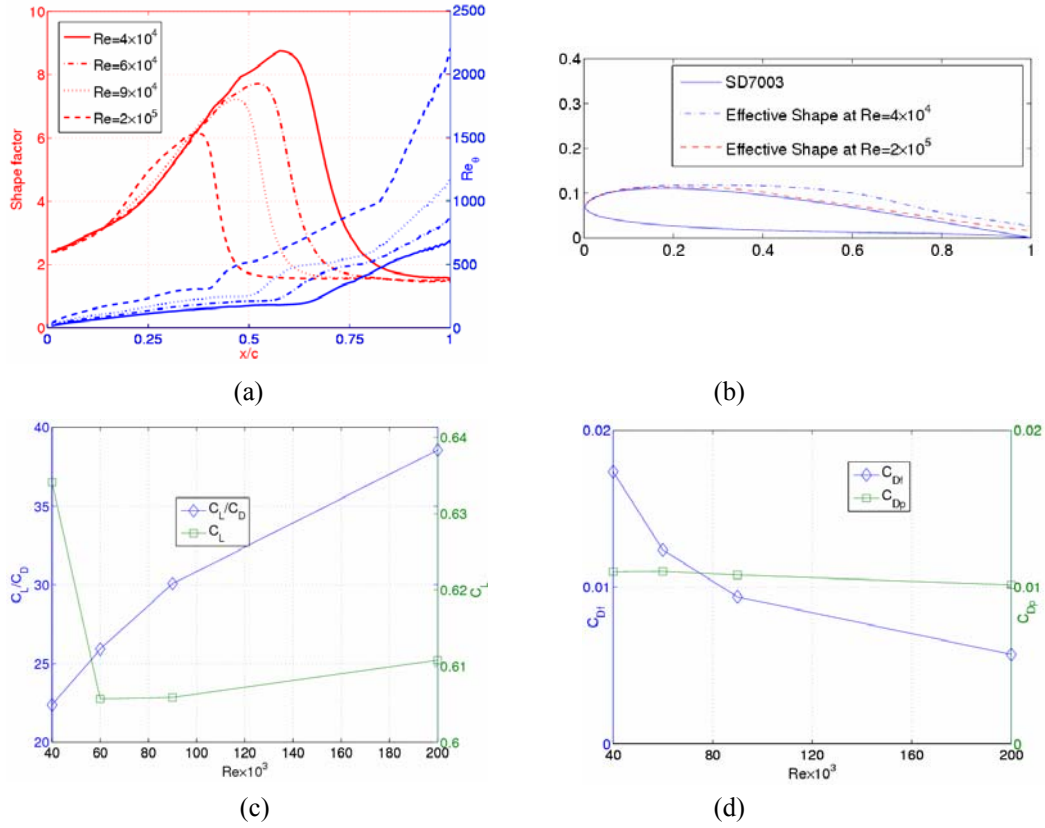 10
8
6
4
2
0
Shape factor
Re=4×10⁴
Re=6×10⁴
Re=9×10⁴
Re=2×10⁵
2500
2000
1500
1000
500
0
Reθ
0 0.25 0.5 0.75 1
x/c
(a)
0.4
0.3
0.2
0.1
0
SD7003
Effective Shape at Re=4×10⁴
Effective Shape at Re=2×10⁵
0 0.2 0.4 0.6 0.8 1
(b)
40
35
30
25
20
C_L/C_D
C_L/C_D
C_L
0.64
0.63
0.62
0.61
0.6
C_L
40 60 80 100 120 140 160 180 200
Re×10³
(c)
0.02
0.01
0
C_Df
C_Df
C_Dp
0.02
0.01
0
C_Dp
40 80 120 160 200
Re×10³
(d)